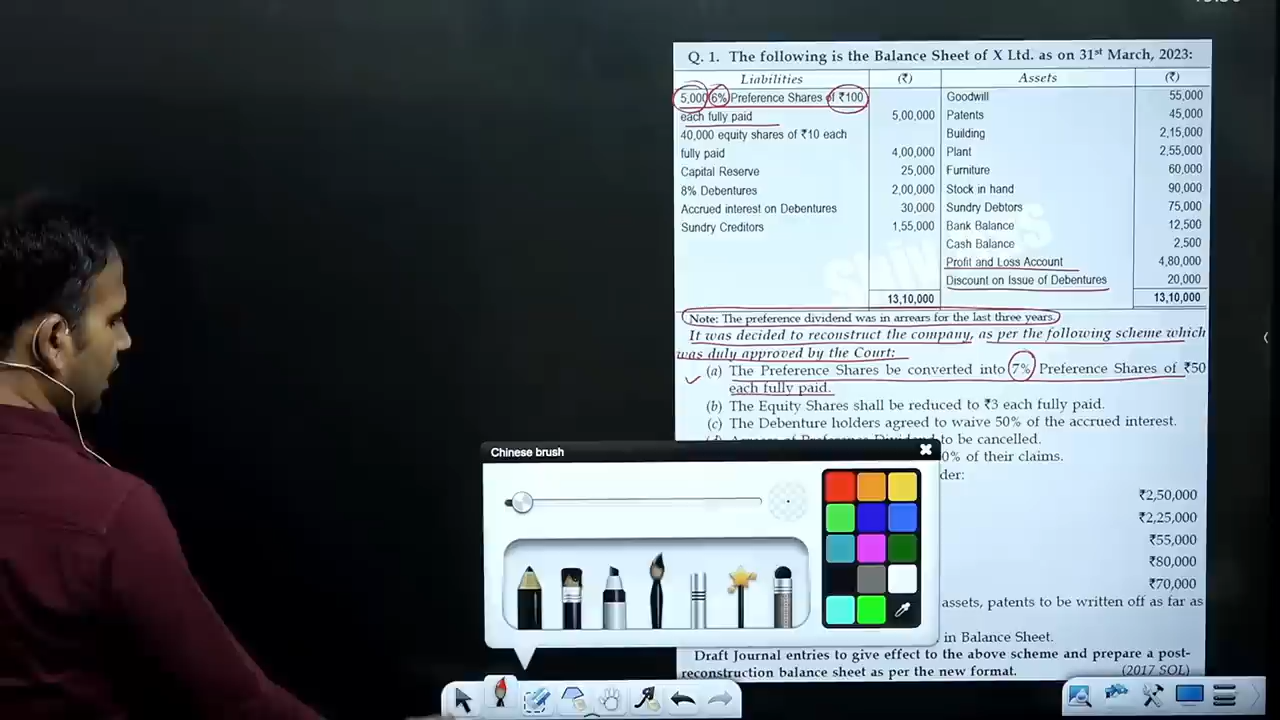 Q. 1. The following is the Balance Sheet of X Ltd. as on 31st March, 2023:
Liabilities (₹) Assets (₹)
5,000 6% Preference Shares of ₹100 Goodwill 55,000
each fully paid 5,00,000 Patents 45,000
40,000 equity shares of ₹10 each Building 2,15,000
fully paid 4,00,000 Plant 2,55,000
Capital Reserve 25,000 Furniture 60,000
8% Debentures 2,00,000 Stock in hand 90,000
Accrued interest on Debentures 30,000 Sundry Debtors 75,000
Sundry Creditors 1,55,000 Bank Balance 12,500
Cash Balance 2,500
Profit and Loss Account 4,80,000
Discount on Issue of Debentures 20,000
13,10,000 13,10,000
Note: The preference dividend was in arrears for the last three years.
It was decided to reconstruct the company, as per the following scheme which
was duly approved by the Court:
(a) The Preference Shares be converted into 7% Preference Shares of ₹50
each fully paid.
(b) The Equity Shares shall be reduced to ₹3 each fully paid.
(c) The Debenture holders agreed to waive 50% of the accrued interest.
(d) Arrears of Preference Dividend to be cancelled.
0% of their claims.
der:
₹2,50,000
₹2,25,000
₹55,000
₹80,000
₹70,000
assets, patents to be written off as far as
in Balance Sheet.
Draft Journal entries to give effect to the above scheme and prepare a post-
reconstruction balance sheet as per the new format. (2017 SOL)
Chinese brush